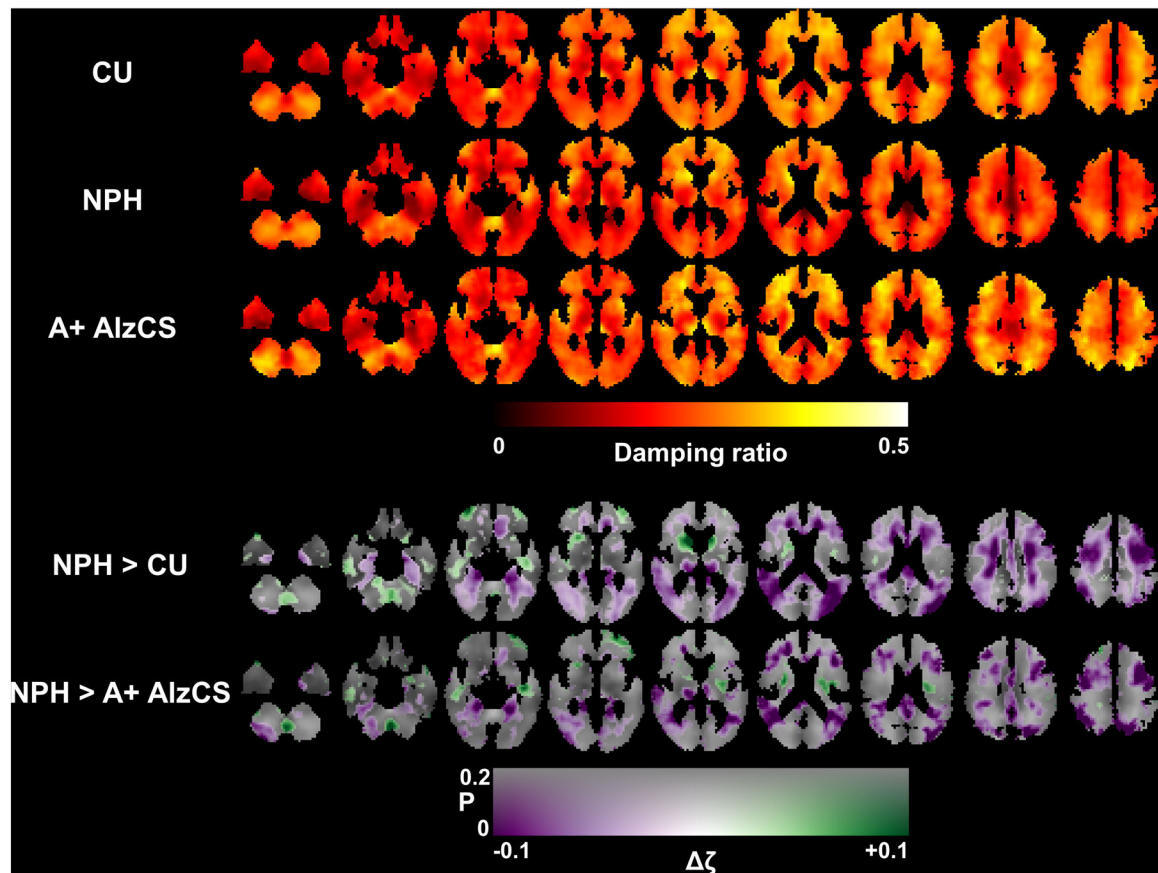 CU
NPH
A+ AlzCS
0
0.5
Damping ratio
NPH > CU
NPH > A+ AlzCS
0.2
P
0
-0.1
+0.1
Δζ